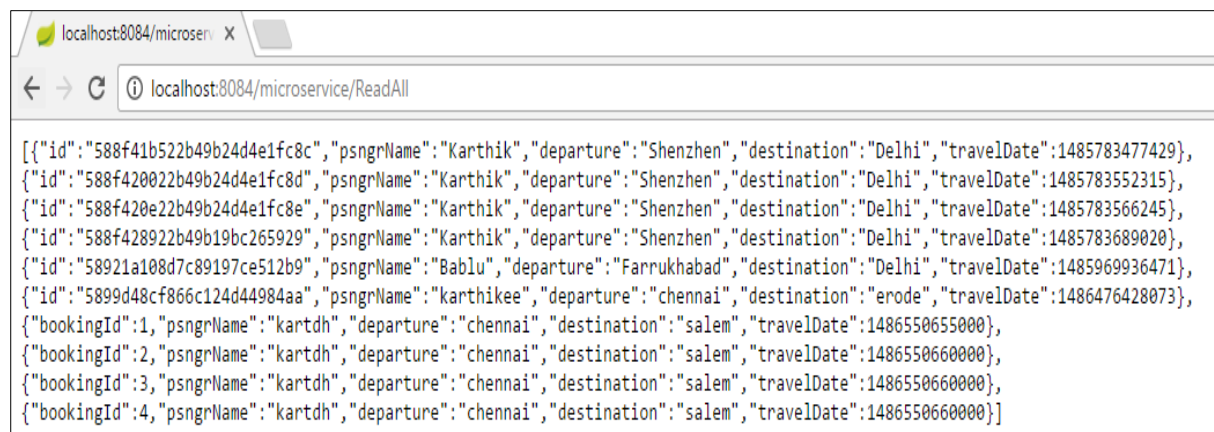 localhost:8084/microserv
localhost:8084/microservice/ReadAll
[{"id":"588f41b522b49b24d4e1fc8c","psngrName":"Karthik","departure":"Shenzhen","destination":"Delhi","travelDate":1485783477429},
{"id":"588f420022b49b24d4e1fc8d","psngrName":"Karthik","departure":"Shenzhen","destination":"Delhi","travelDate":1485783552315},
{"id":"588f420e22b49b24d4e1fc8e","psngrName":"Karthik","departure":"Shenzhen","destination":"Delhi","travelDate":1485783566245},
{"id":"588f428922b49b19bc265929","psngrName":"Karthik","departure":"Shenzhen","destination":"Delhi","travelDate":1485783689020},
{"id":"58921a108d7c89197ce512b9","psngrName":"Bablu","departure":"Farrukhabad","destination":"Delhi","travelDate":1485969936471},
{"id":"5899d48cf866c124d44984aa","psngrName":"karthikee","departure":"chennai","destination":"erode","travelDate":1486476428073},
{"bookingId":1,"psngrName":"kartdh","departure":"chennai","destination":"salem","travelDate":1486550655000},
{"bookingId":2,"psngrName":"kartdh","departure":"chennai","destination":"salem","travelDate":1486550660000},
{"bookingId":3,"psngrName":"kartdh","departure":"chennai","destination":"salem","travelDate":1486550660000},
{"bookingId":4,"psngrName":"kartdh","departure":"chennai","destination":"salem","travelDate":1486550660000}]